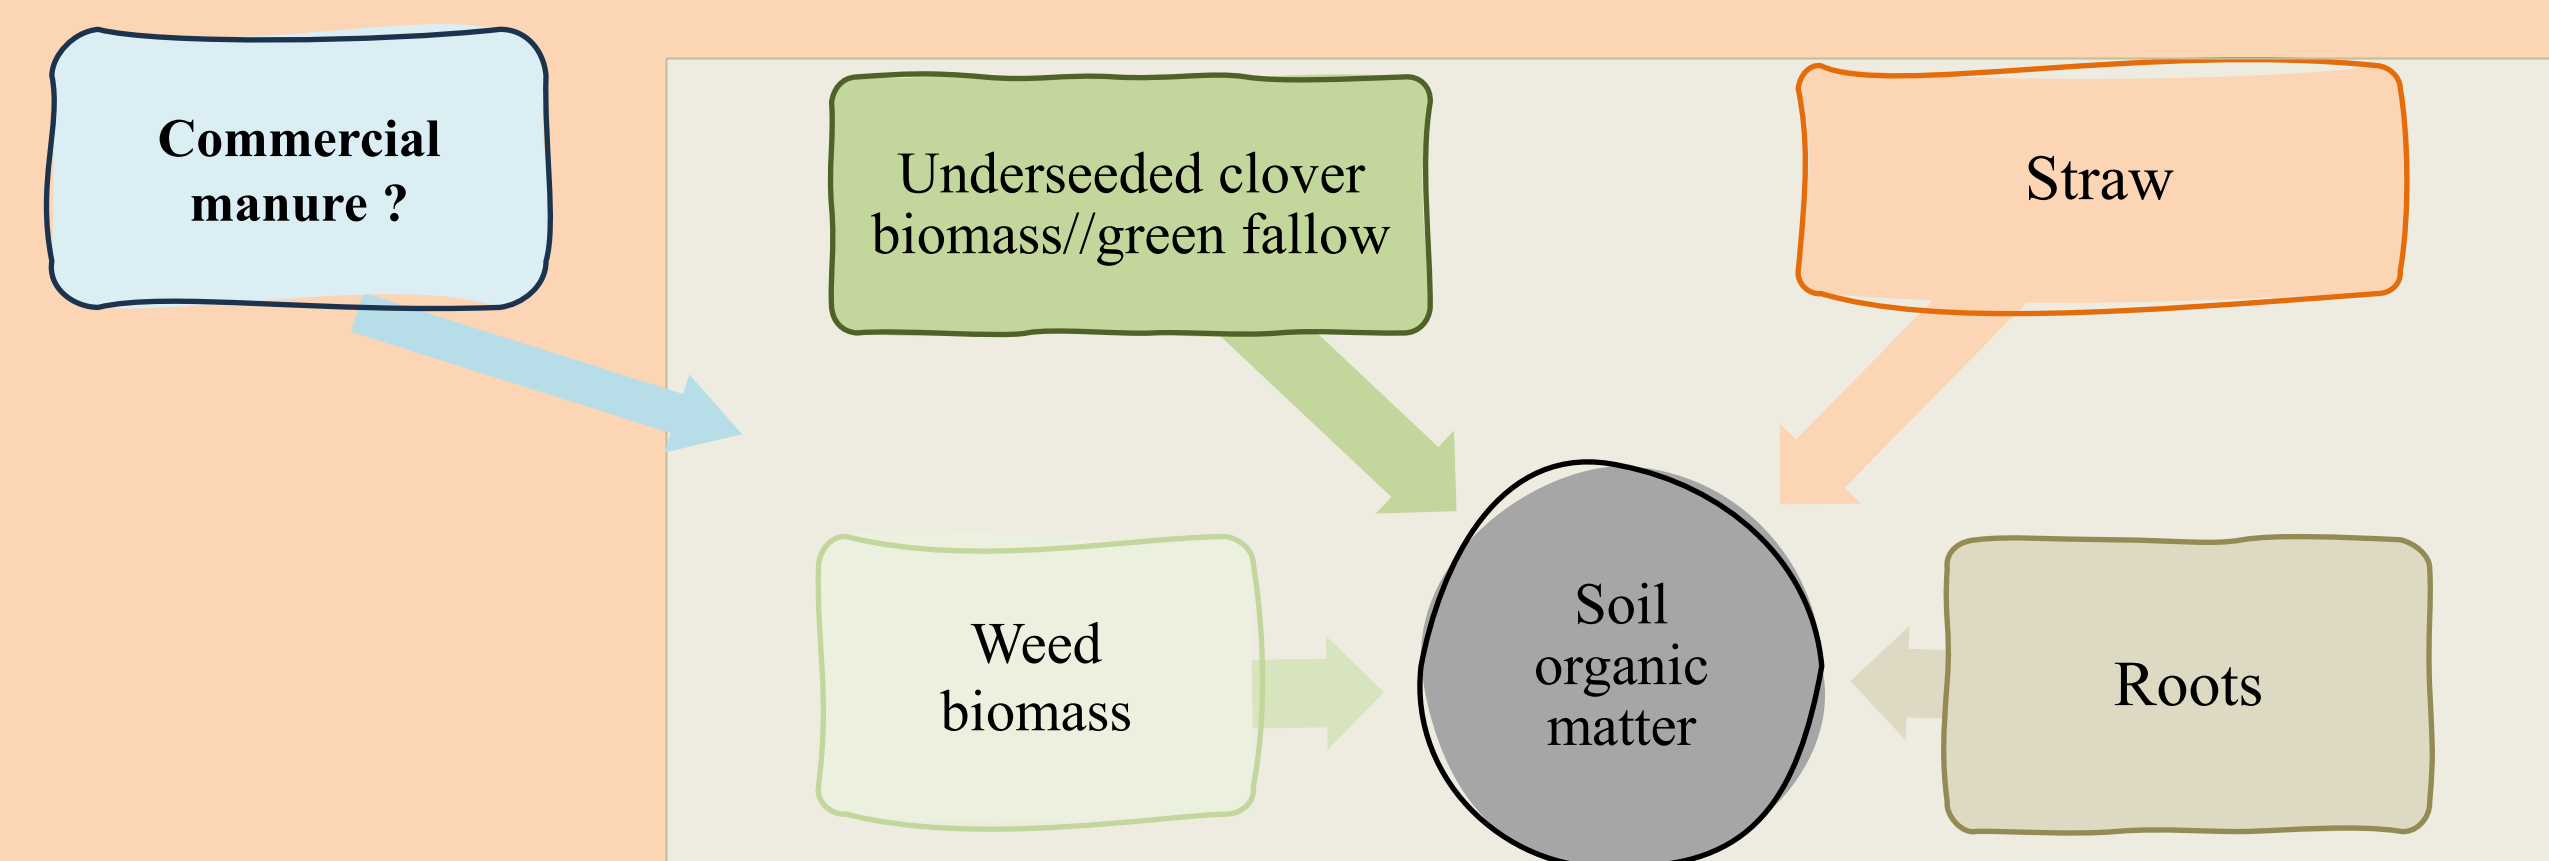 Commercial
manure ?
Underseeded clover
biomass//green fallow
Straw
Weed
biomass
Soil
organic
matter
Roots